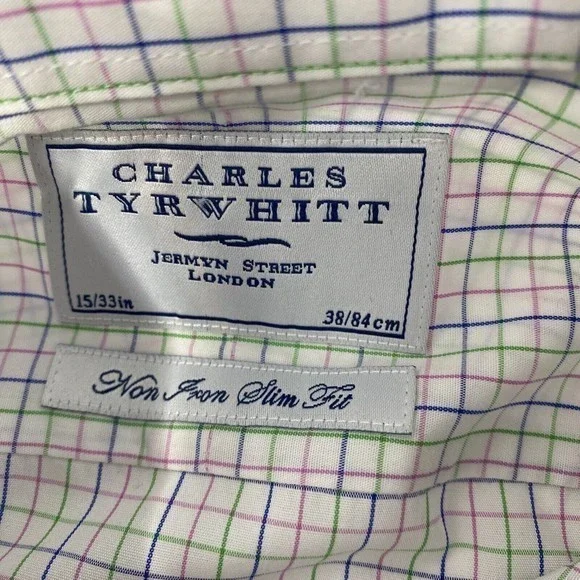 CHARLES
TYRWHITT
JERMYN STREET
LONDON
15/33in
38/84cm
Non Iron Slim Fit